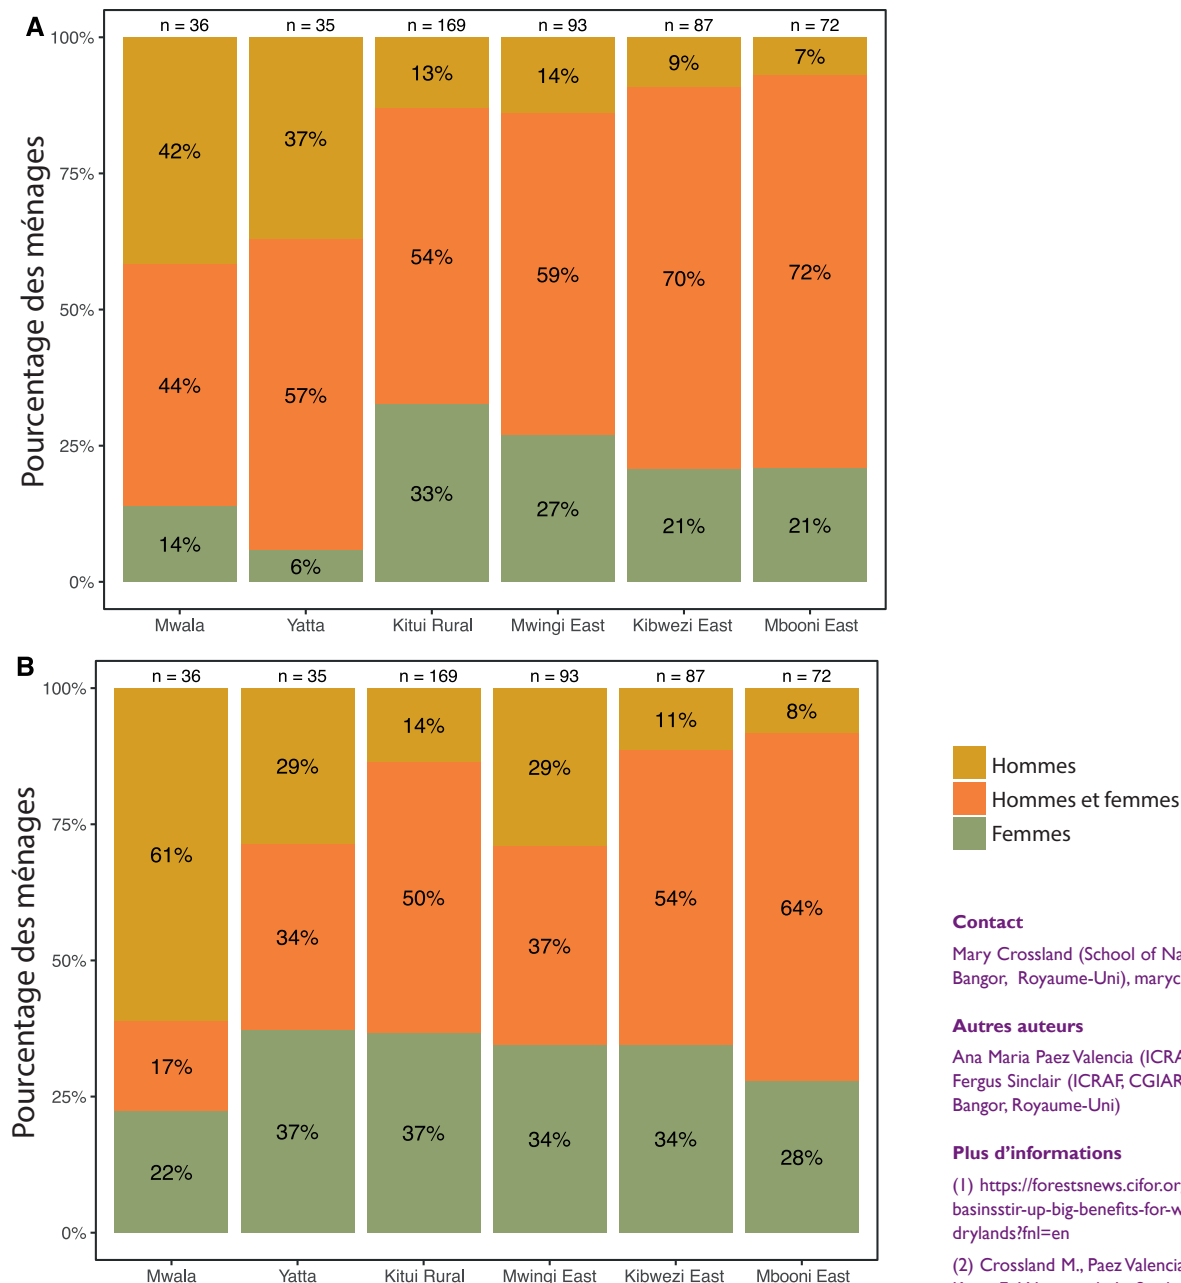 A
n = 36 n = 35 n = 169 n = 93 n = 87 n = 72
Pourcentage des ménages
100%
75%
50%
25%
0%
42% 37% 13% 14% 9% 7%
44% 57% 54% 59% 70% 72%
14% 6% 33% 27% 21% 21%
Mwala Yatta Kitui Rural Mwingi East Kibwezi East Mbooni East
B
n = 36 n = 35 n = 169 n = 93 n = 87 n = 72
Pourcentage des ménages
100%
75%
50%
25%
0%
61% 29% 14% 29% 11% 8%
17% 34% 50% 37% 54% 64%
22% 37% 37% 34% 34% 28%
Mwala Yatta Kitui Rural Mwingi East Kibwezi East Mbooni East
Hommes
Hommes et femmes
Femmes
Contact
Mary Crossland (School of Na
Bangor, Royaume-Uni), maryc
Autres auteurs
Ana Maria Paez Valencia (ICRA
Fergus Sinclair (ICRAF, CGIAR
Bangor, Royaume-Uni)
Plus d'informations
(1) https://forestsnews.cifor.or
basinsstir-up-big-benefits-for-w
drylands?fnl=en
(2) Crossland M., Paez Valencia